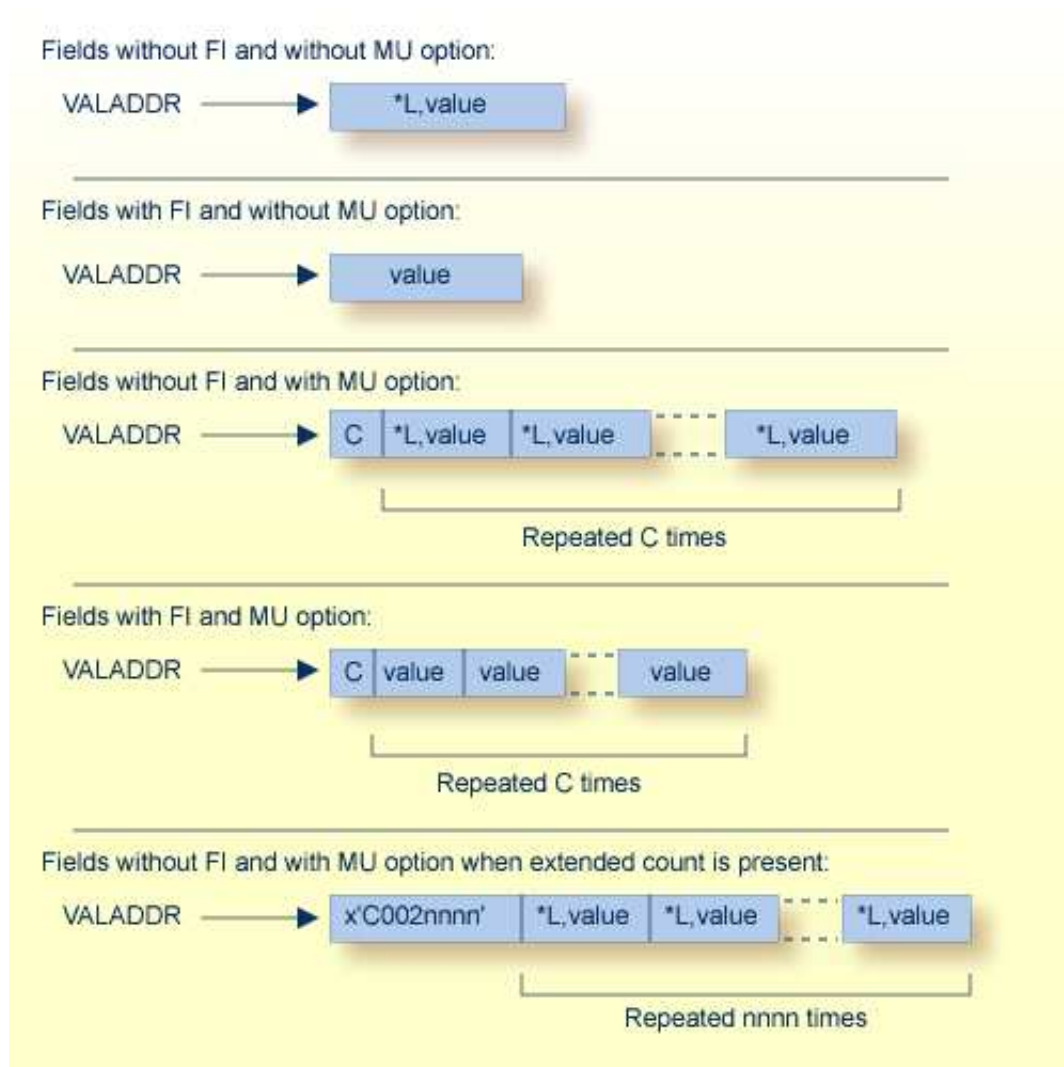 Fields without FI and without MU option:
VALADDR *L,value
Fields with FI and without MU option:
VALADDR value
Fields without FI and with MU option:
VALADDR C *L,value *L,value *L,value
Repeated C times
Fields with FI and MU option:
VALADDR C value value value
Repeated C times
Fields without FI and with MU option when extended count is present:
VALADDR x'C002nnnn' *L,value *L,value *L,value
Repeated nnnn times